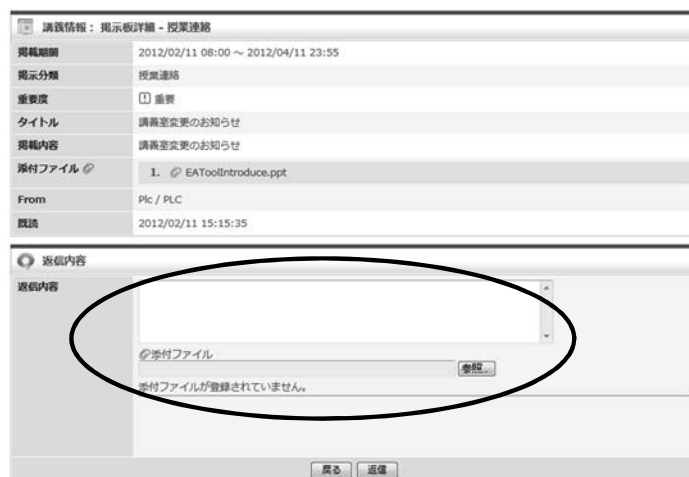 講義情報： 掲示板詳細 - 授業連絡
掲載期間 2012/02/11 08:00 ～ 2012/04/11 23:55
掲示分類 授業連絡
重要度 重要
タイトル 講義室変更のお知らせ
掲載内容 講義室変更のお知らせ
添付ファイル 1. EAToolIntroduce.ppt
From Plc / PLC
既読 2012/02/11 15:15:35
返信内容
返信内容
添付ファイル
参照...
添付ファイルが登録されていません。
戻る 返信